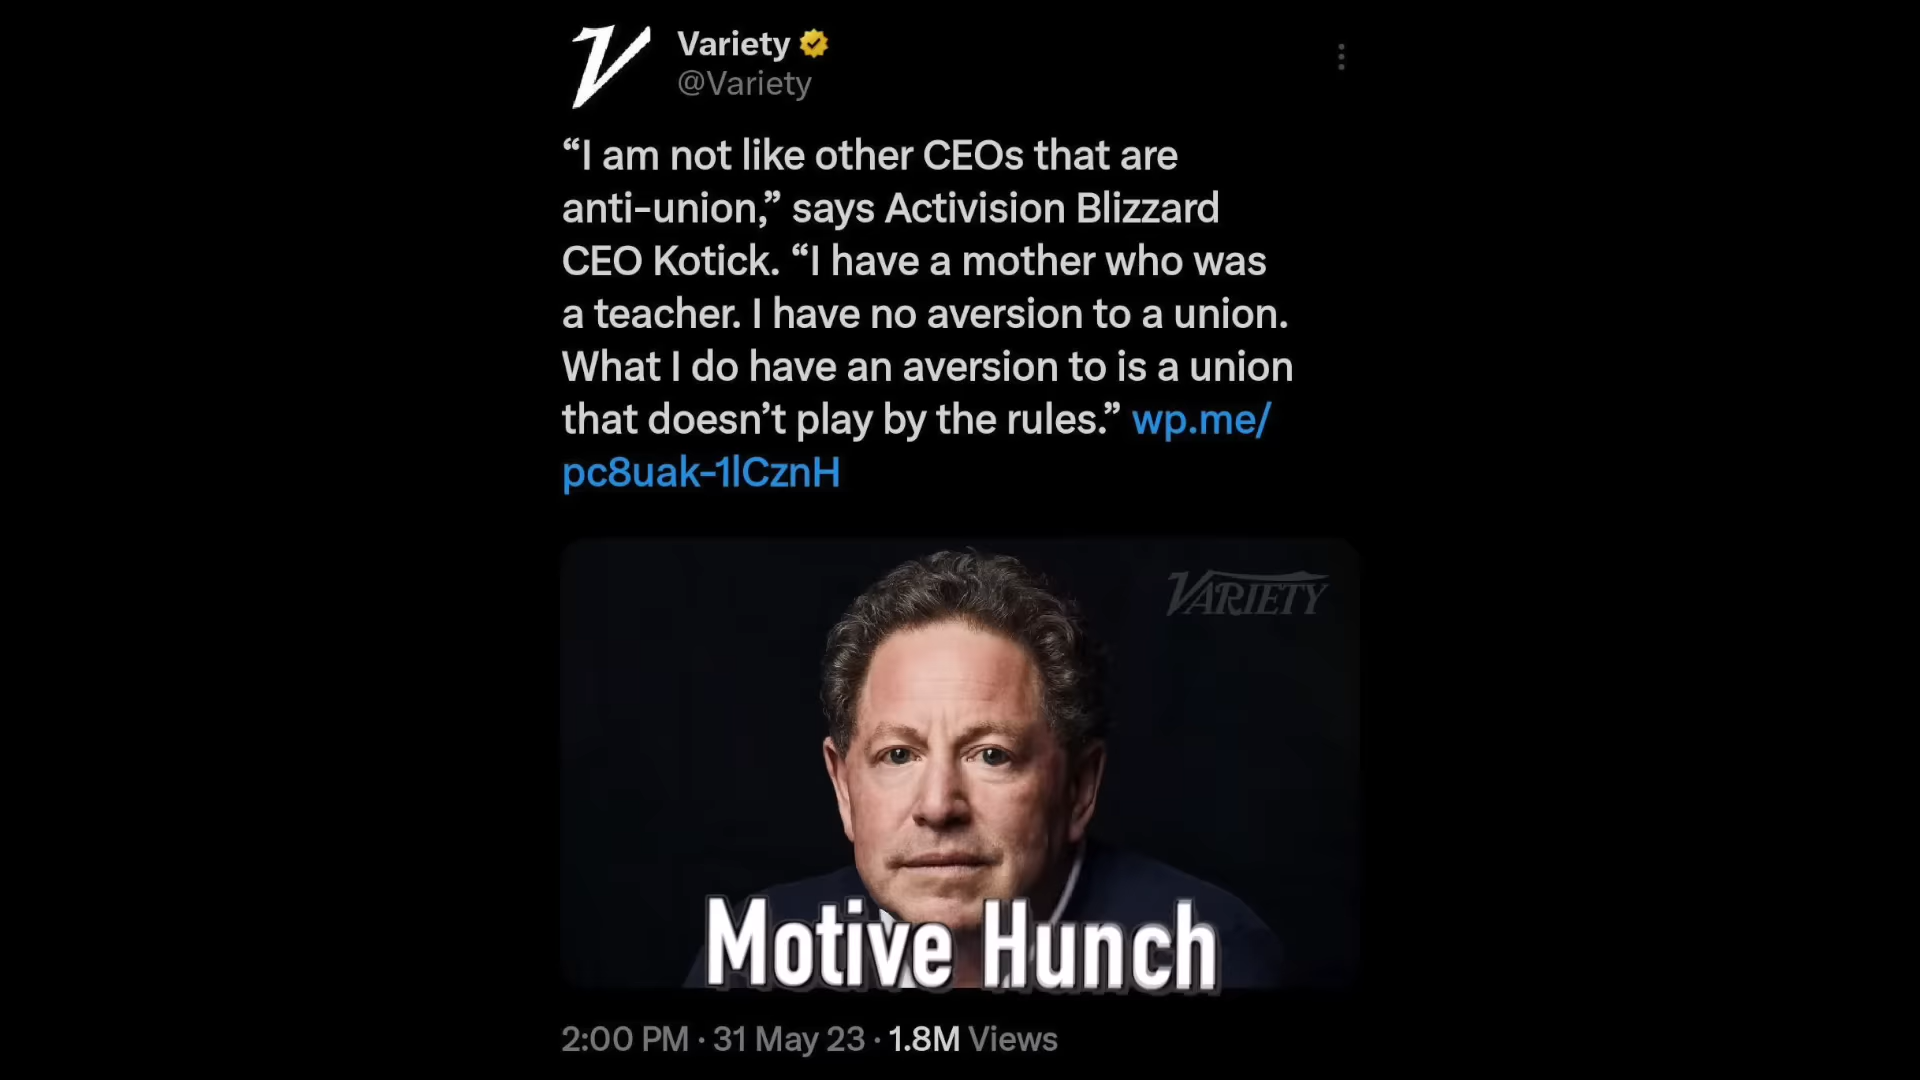 Variety
@Variety
“I am not like other CEOs that are
anti-union,” says Activision Blizzard
CEO Kotick. “I have a mother who was
a teacher. I have no aversion to a union.
What I do have an aversion to is a union
that doesn’t play by the rules.” wp.me/
pc8uak-1lCznH
VARIETY
Motive Hunch
2:00 PM · 31 May 23 · 1.8M Views